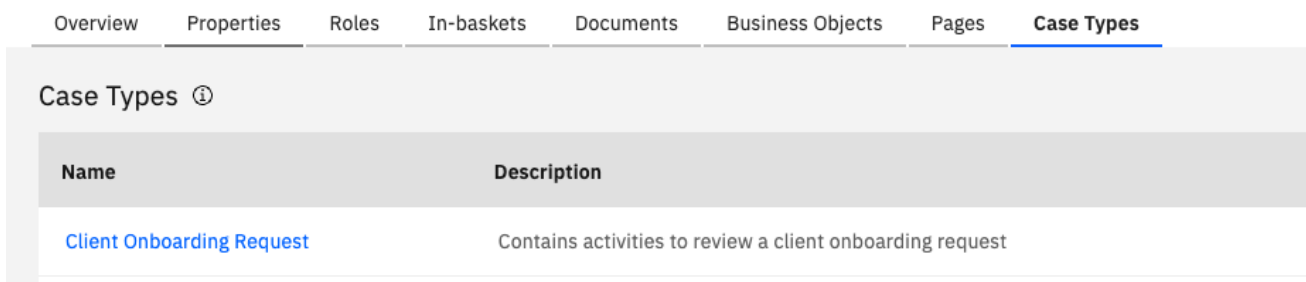 Overview Properties Roles In-baskets Documents Business Objects Pages Case Types
Case Types
Name Description
Client Onboarding Request Contains activities to review a client onboarding request